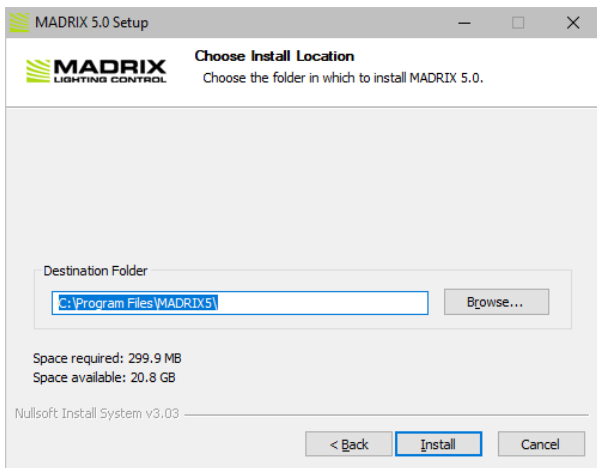 MADRIX 5.0 Setup
MADRIX
LIGHTING CONTROL
Choose Install Location
Choose the folder in which to install MADRIX 5.0.
Destination Folder
C:\Program Files\MADRIX5\
Browse...
Space required: 299.9 MB
Space available: 20.8 GB
Nullsoft Install System v3.03
< Back
Install
Cancel